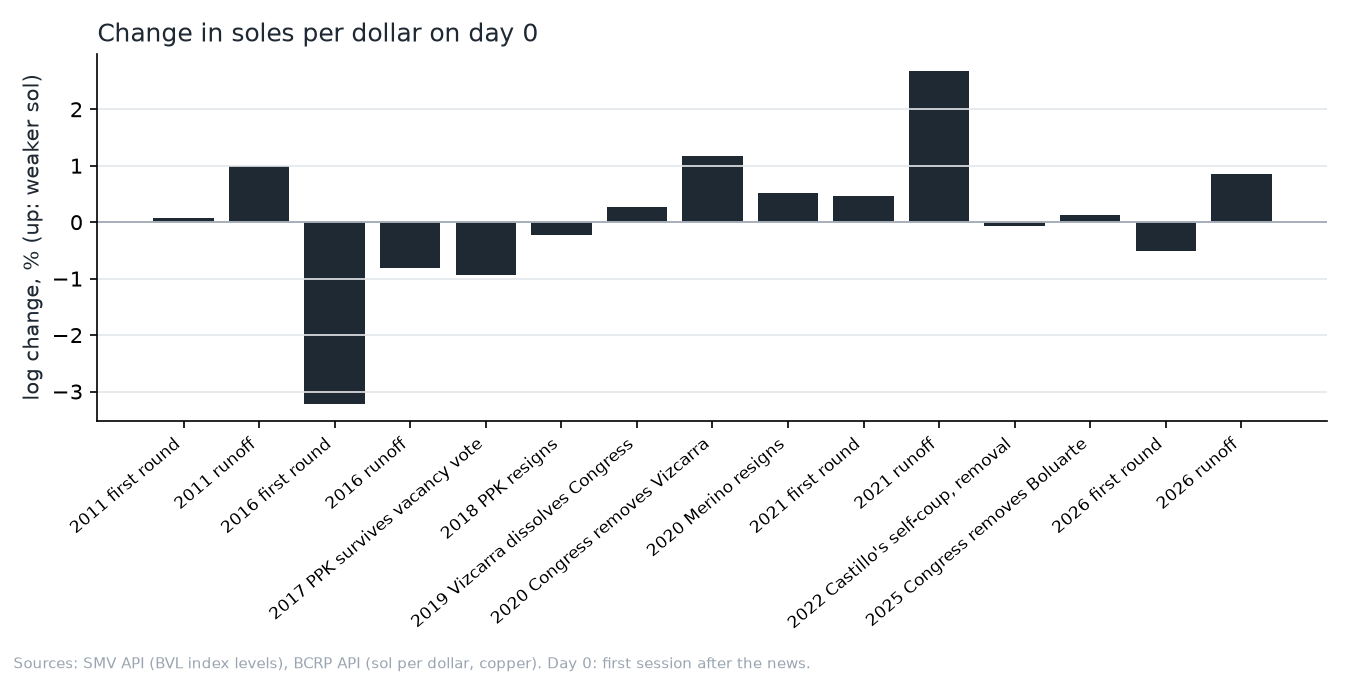 Change in soles per dollar on day 0
log change, % (up: weaker sol)
2
1
0
−1
−2
−3
2011 first round
2011 runoff
2016 first round
2016 runoff
2017 PPK survives vacancy vote
2018 PPK resigns
2019 Vizcarra dissolves Congress
2020 Congress removes Vizcarra
2020 Merino resigns
2021 first round
2021 runoff
2022 Castillo's self-coup, removal
2025 Congress removes Boluarte
2026 first round
2026 runoff
Sources: SMV API (BVL index levels), BCRP API (sol per dollar, copper). Day 0: first session after the news.